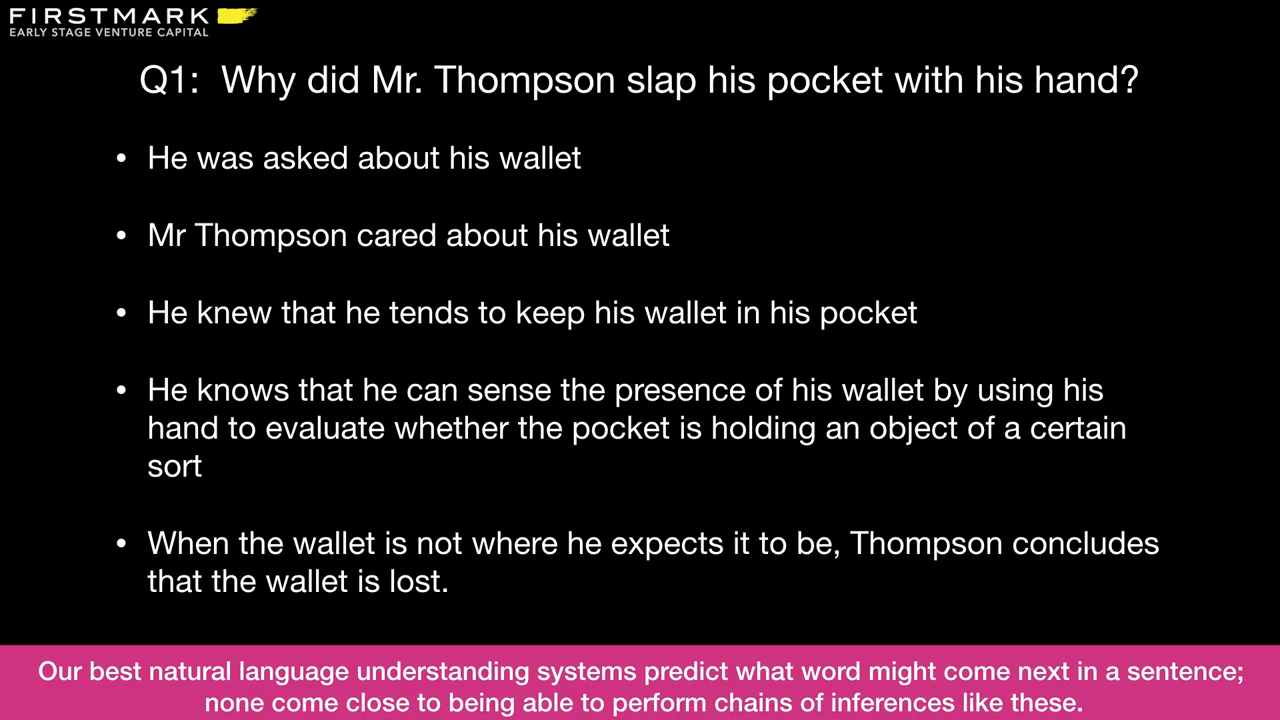 FIRSTMARK
EARLY STAGE VENTURE CAPITAL
Q1: Why did Mr. Thompson slap his pocket with his hand?
• He was asked about his wallet
• Mr Thompson cared about his wallet
• He knew that he tends to keep his wallet in his pocket
• He knows that he can sense the presence of his wallet by using his
hand to evaluate whether the pocket is holding an object of a certain
sort
• When the wallet is not where he expects it to be, Thompson concludes
that the wallet is lost.
Our best natural language understanding systems predict what word might come next in a sentence;
none come close to being able to perform chains of inferences like these.